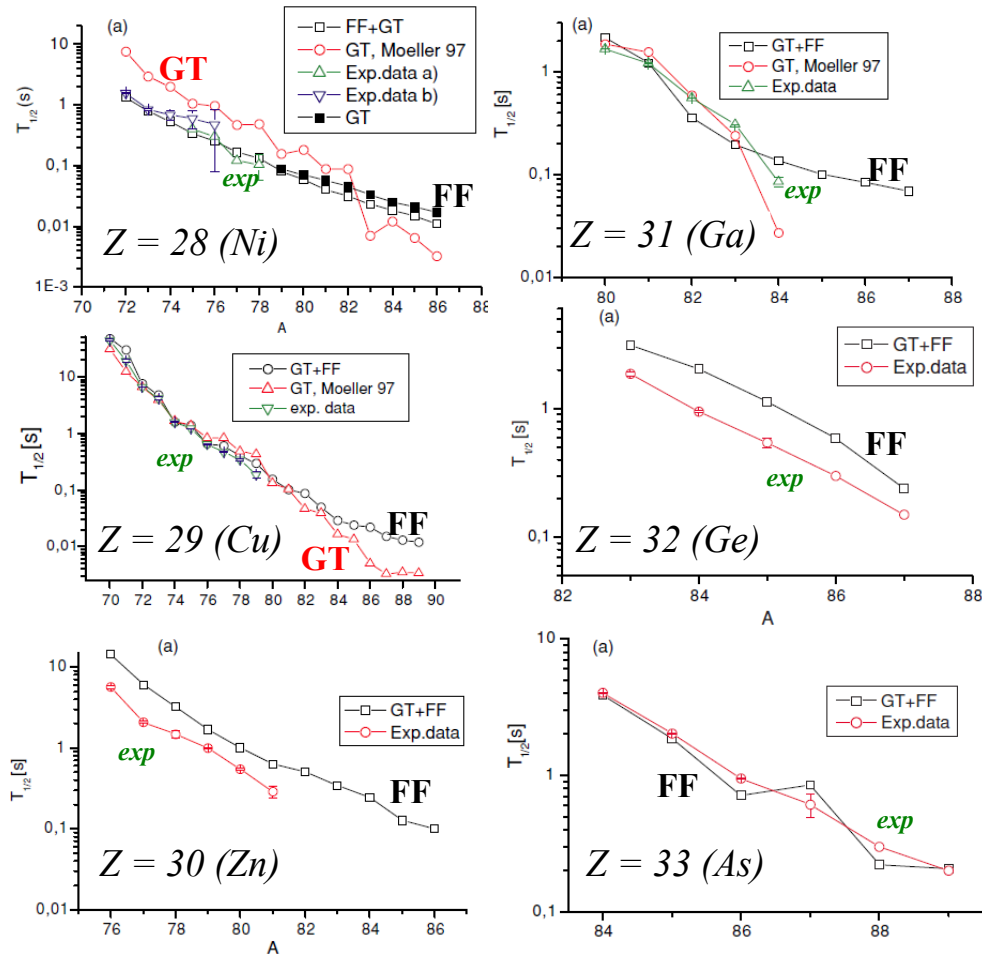 (a)
10
1
0,1
0,01
1E-3
T1/2(s)
FF+GT
GT, Moeller 97
Exp.data a)
Exp.data b)
GT
GT
exp
FF
Z = 28 (Ni)
70 72 74 76 78 80 82 84 86 88
A
(a)
1
0,1
0,01
T1/2 [s]
GT+FF
GT, Moeller 97
Exp.data
FF
exp
Z = 31 (Ga)
80 82 84 86 88
10
1
0,1
0,01
T1/2 [s]
GT+FF
GT, Moeller 97
exp. data
exp
FF
GT
Z = 29 (Cu)
70 72 74 76 78 80 82 84 86 88 90
(a)
1
0,1
T1/2 [s]
GT+FF
Exp.data
FF
exp
Z = 32 (Ge)
82 84 86 88
A
(a)
10
1
0,1
0,01
T1/2[s]
GT+FF
Exp.data
exp
FF
Z = 30 (Zn)
76 78 80 82 84 86
A
(a)
1
0,1
T1/2[s]
GT+FF
Exp.data
FF
exp
Z = 33 (As)
84 86 88